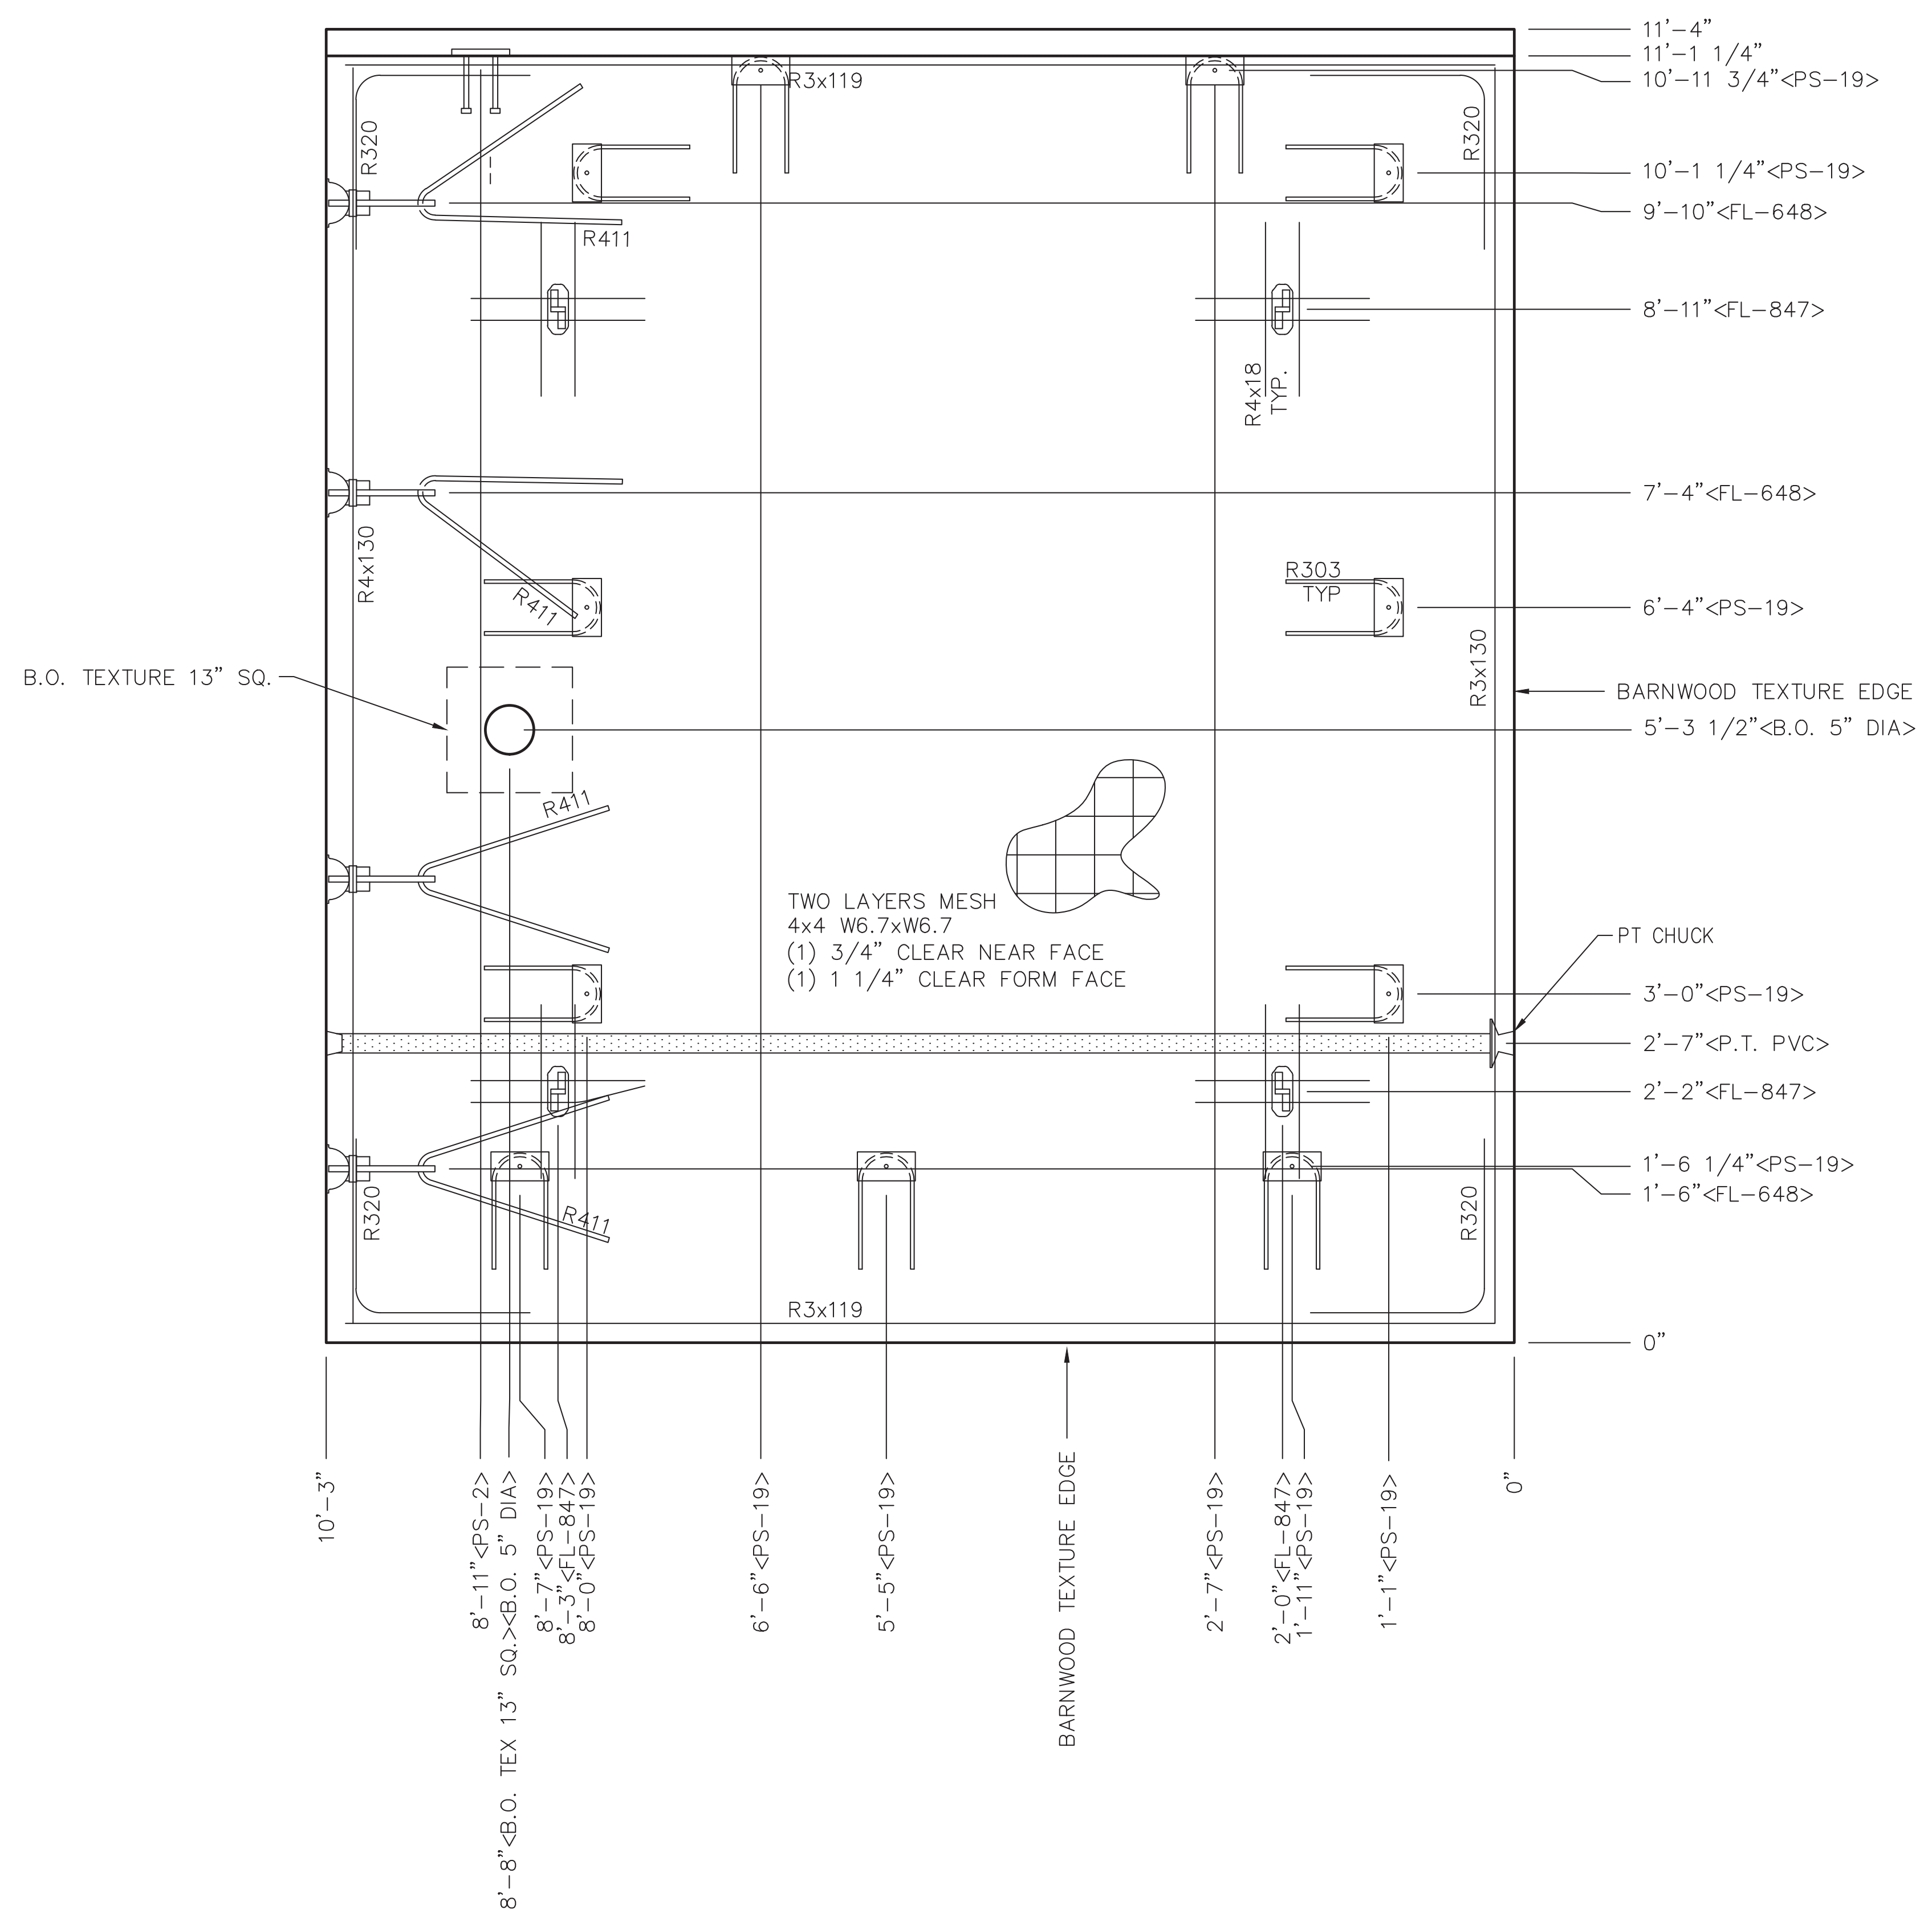 11'-4"
11'-1 1/4"
10'-11 3/4"<PS-19>
R3x119
R320
R320
10'-1 1/4"<PS-19>
9'-10"<FL-648>
R411
8'-11"<FL-847>
R4x18
TYP.
7'-4"<FL-648>
R4x130
R411
R303
TYP
6'-4"<PS-19>
R3x130
B.O. TEXTURE 13" SQ.
BARNWOOD TEXTURE EDGE
5'-3 1/2"<B.O. 5" DIA>
R411
TWO LAYERS MESH
4x4 W6.7xW6.7
(1) 3/4" CLEAR NEAR FACE
(1) 1 1/4" CLEAR FORM FACE
PT CHUCK
3'-0"<PS-19>
2'-7"<P.T. PVC>
2'-2"<FL-847>
1'-6 1/4"<PS-19>
1'-6"<FL-648>
R320
R411
R320
R3x119
0"
10'-3"
8'-11"<PS-2>
8'-8"<B.O. TEX 13" SQ.><B.O. 5" DIA>
8'-7"<PS-19>
8'-3"<FL-847>
8'-0"<PS-19>
6'-6"<PS-19>
5'-5"<PS-19>
BARNWOOD TEXTURE EDGE
2'-7"<PS-19>
2'-0"<FL-847>
1'-11"<PS-19>
1'-1"<PS-19>
0"